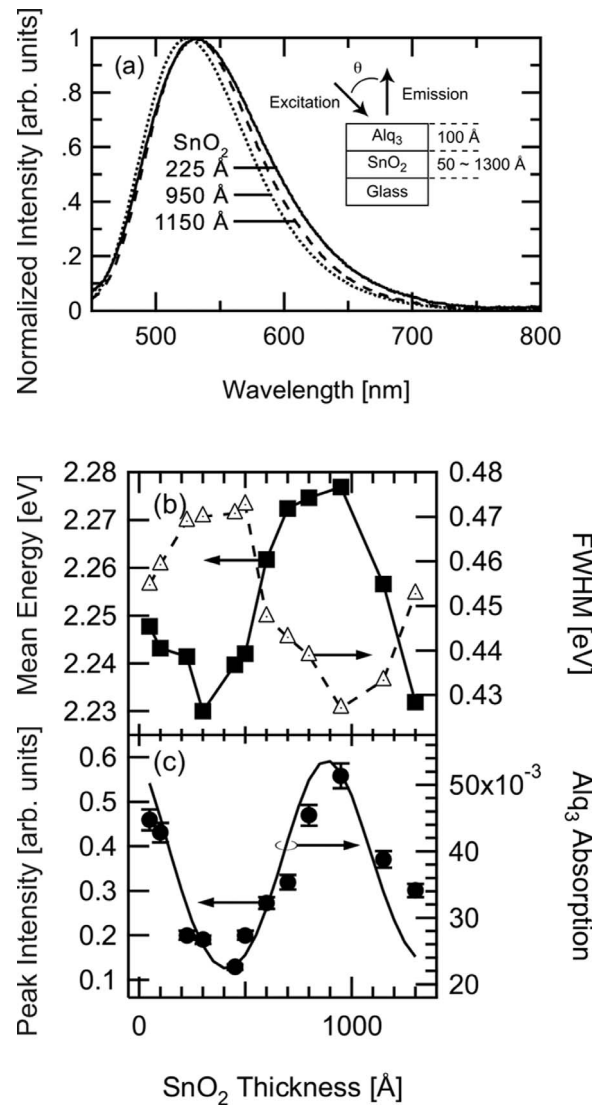 (a)
Normalized Intensity [arb. units]
1
.8
.6
.4
.2
0
SnO2
225 Å
950 Å
1150 Å
Excitation
θ
Emission
Alq3
100 Å
SnO2
50 ~ 1300 Å
Glass
500
600
700
800
Wavelength [nm]
(b)
Mean Energy [eV]
2.28
2.27
2.26
2.25
2.24
2.23
0.48
0.47
0.46
0.45
0.44
0.43
FWHM [eV]
(c)
Peak Intensity [arb. units]
0.6
0.5
0.4
0.3
0.2
0.1
50x10-3
40
30
20
Alq3 Absorption
0
1000
SnO2 Thickness [Å]